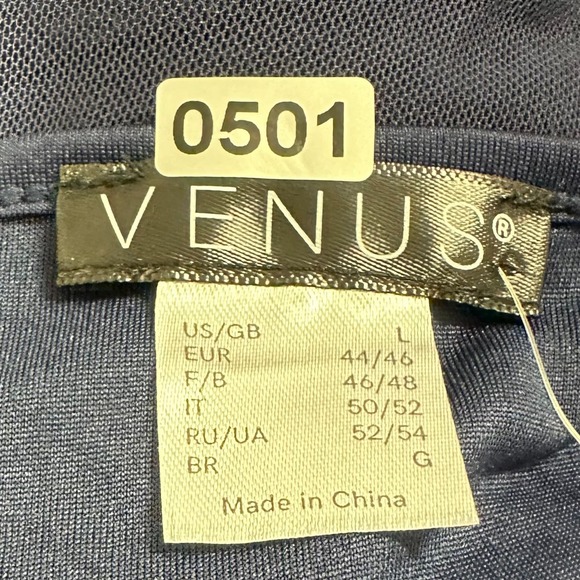 0501
VENUS®
US/GB L
EUR 44/46
F/B 46/48
IT 50/52
RU/UA 52/54
BR G
Made in China